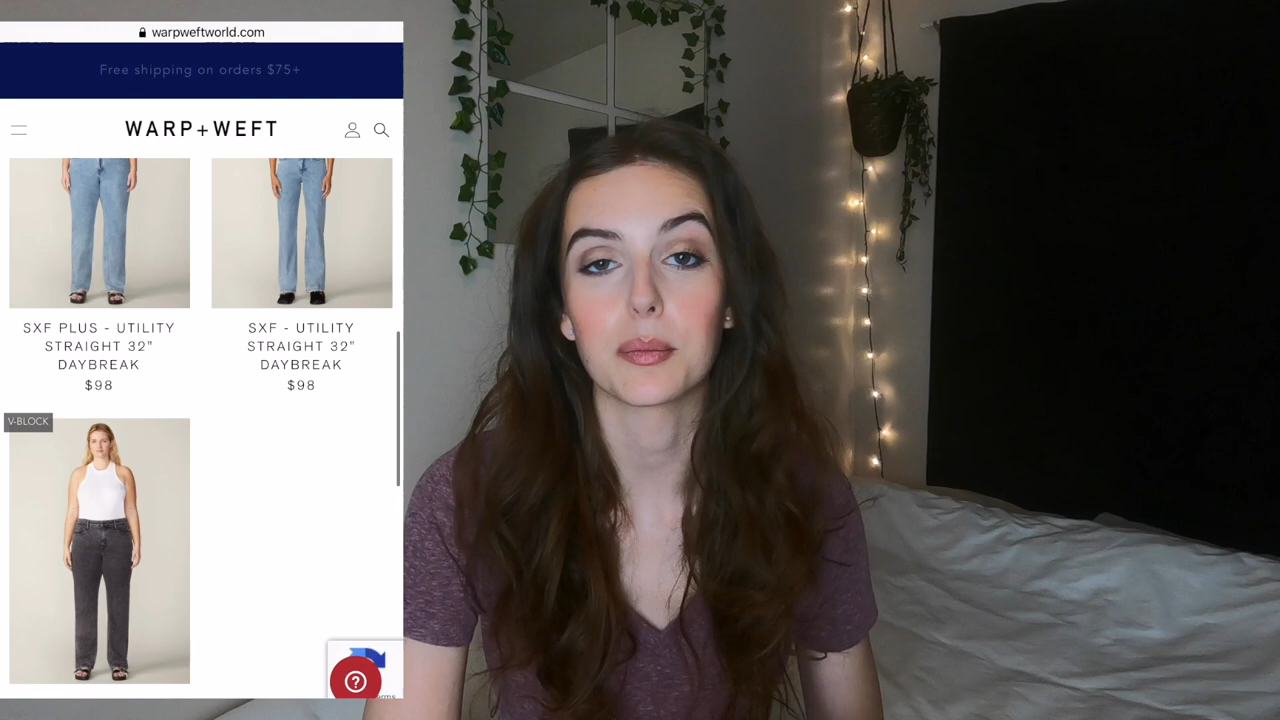 warpweftworld.com
Free shipping on orders $75+
WARP+WEFT
SXF PLUS - UTILITY
STRAIGHT 32"
DAYBREAK
$98
SXF - UTILITY
STRAIGHT 32"
DAYBREAK
$98
V-BLOCK